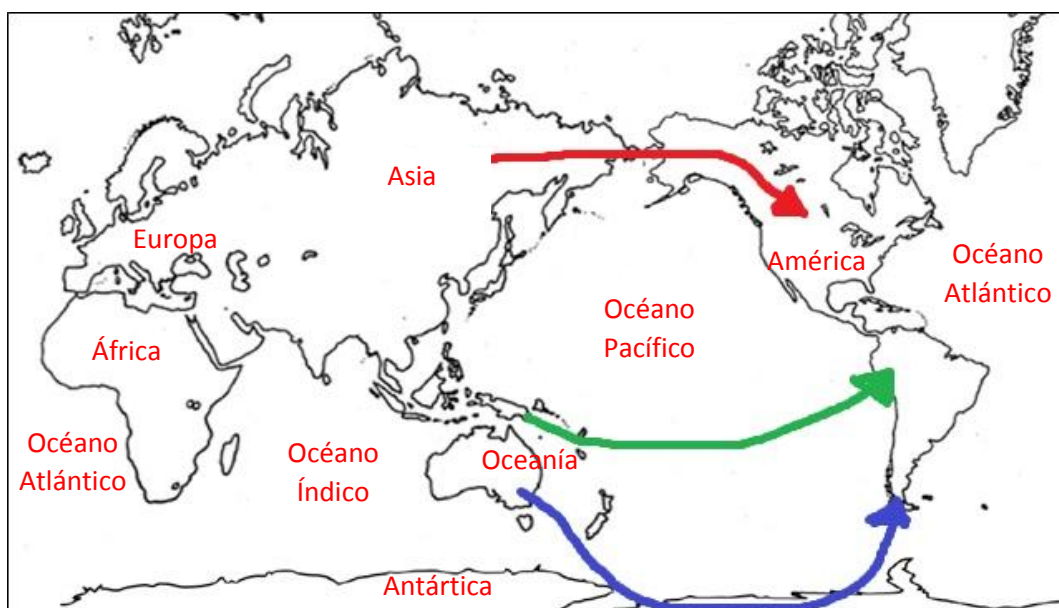 Asia
Europa
América
Océano
Atlántico
Océano
Pacífico
África
Océano
Atlántico
Océano
Índico
Oceanía
Antártica